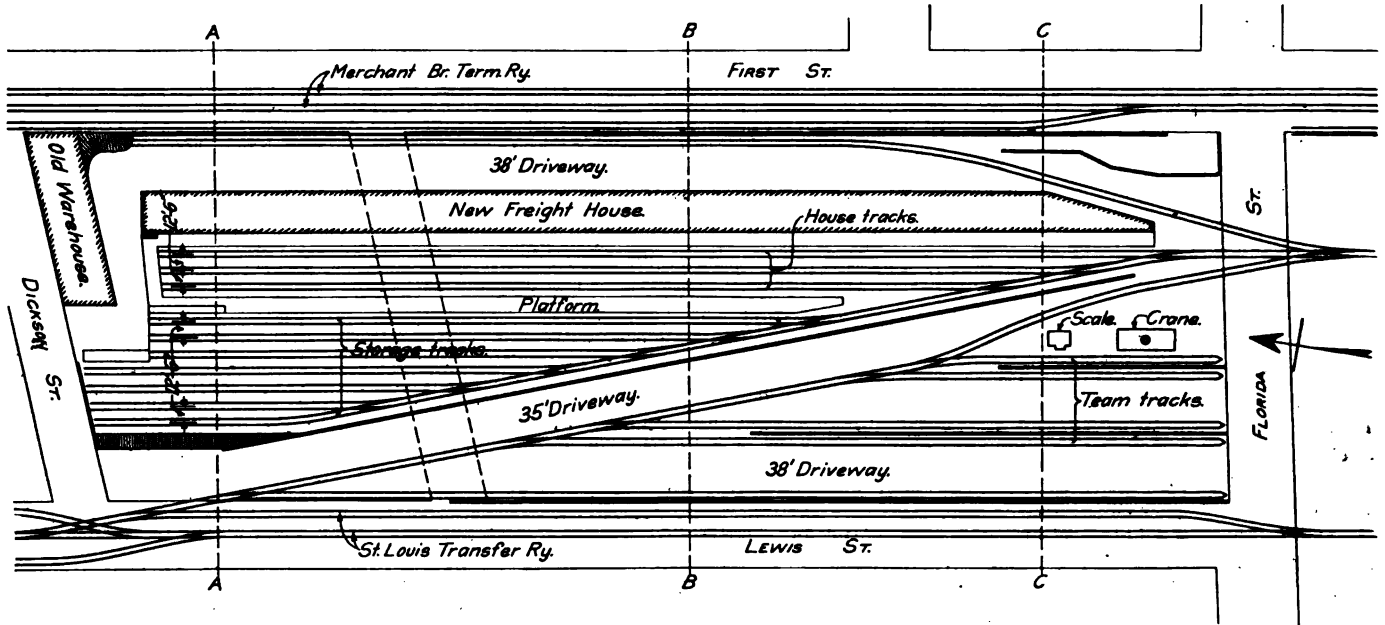 A
B
C
Merchant Br. Term. Ry.
FIRST ST.
Old Warehouse.
38' Driveway.
New Freight House.
House tracks.
ST.
DICKSON
ST.
Platform.
Storage tracks.
Scale.
Crane.
35' Driveway.
Team tracks.
FLORIDA
38' Driveway.
St. Louis Transfer Ry.
LEWIS ST.
A
B
C